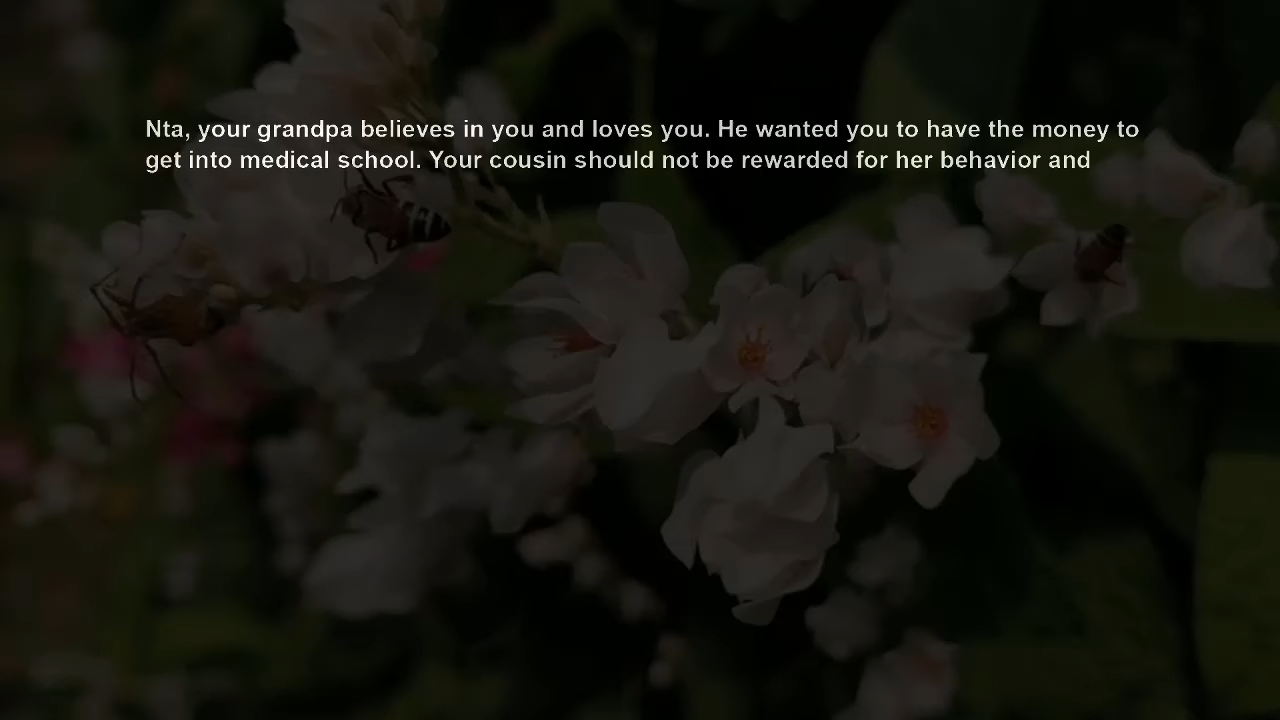 Nta, your grandpa believes in you and loves you. He wanted you to have the money to
get into medical school. Your cousin should not be rewarded for her behavior and